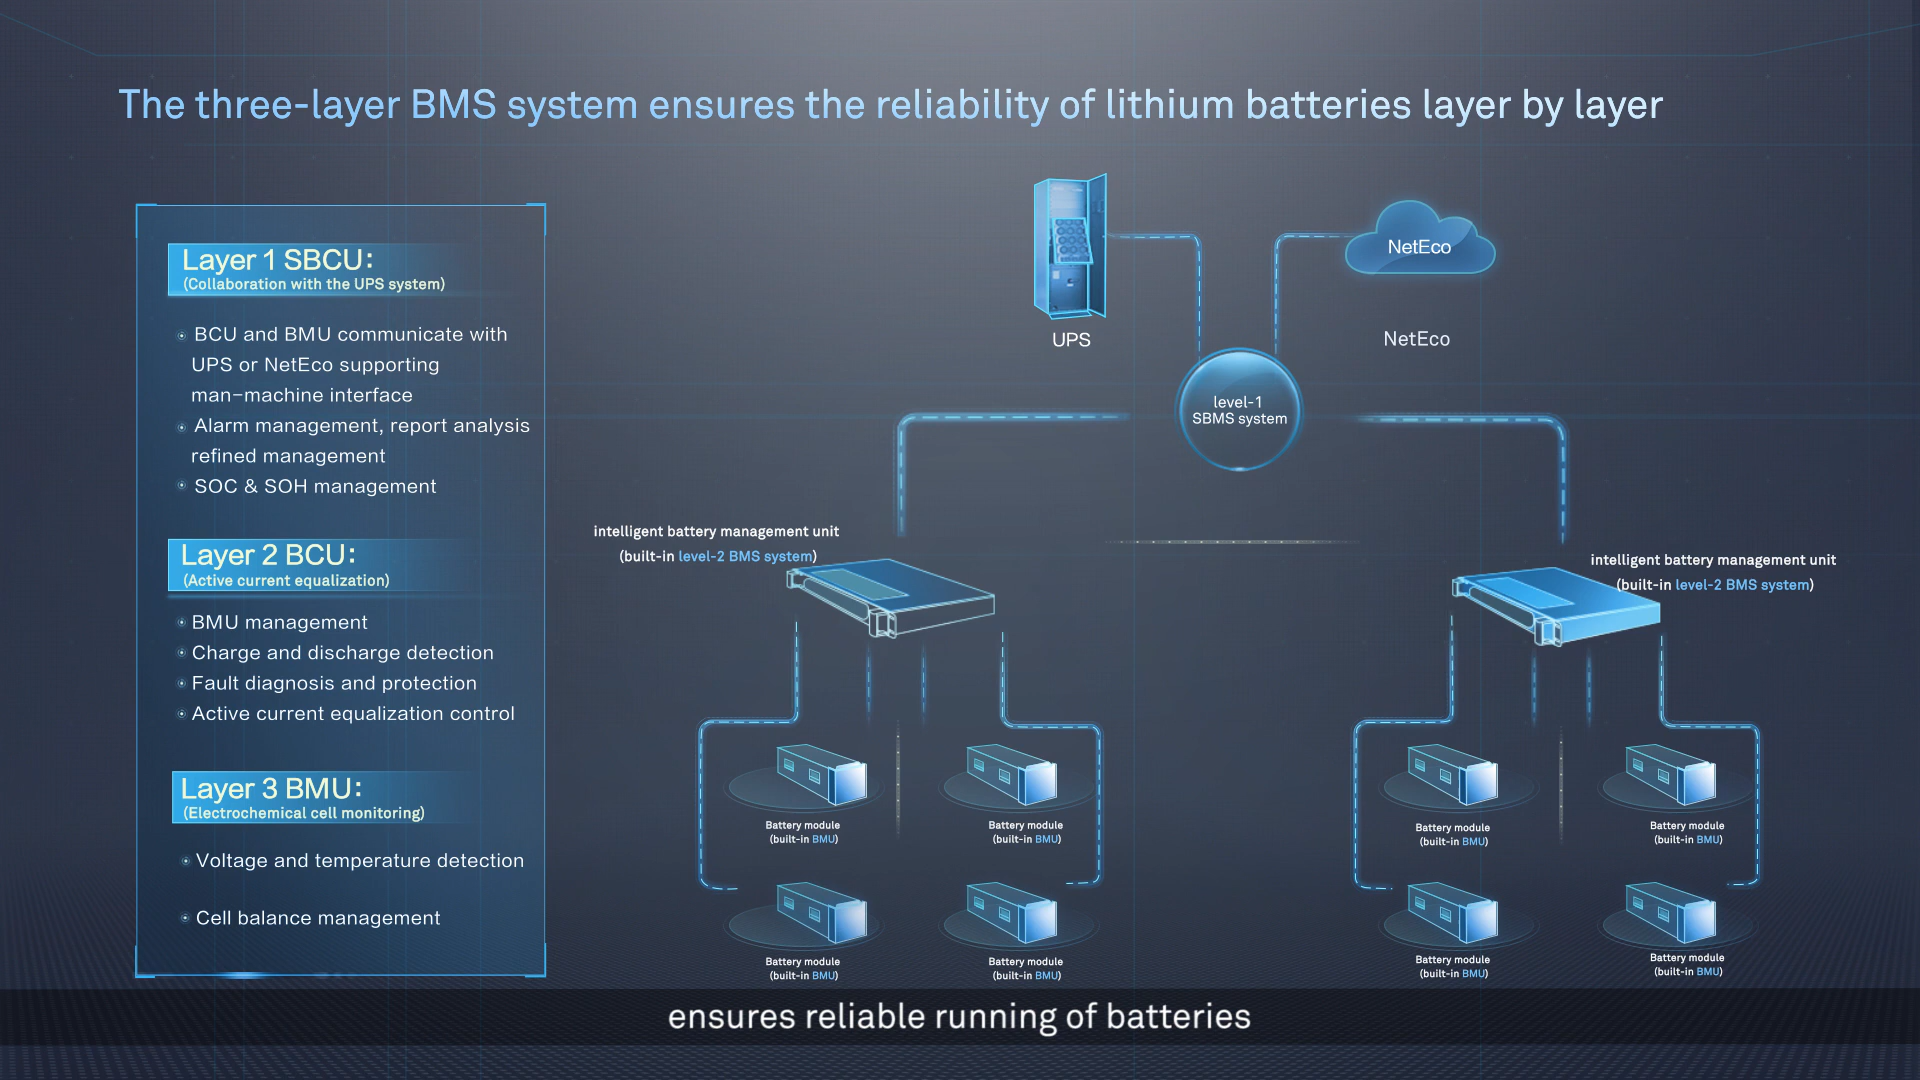 The three-layer BMS system ensures the reliability of lithium batteries layer by layer
Layer 1 SBCU:
(Collaboration with the UPS system)
BCU and BMU communicate with
UPS or NetEco supporting
man-machine interface
Alarm management, report analysis
refined management
SOC & SOH management
Layer 2 BCU:
(Active current equalization)
BMU management
Charge and discharge detection
Fault diagnosis and protection
Active current equalization control
Layer 3 BMU:
(Electrochemical cell monitoring)
Voltage and temperature detection
Cell balance management
UPS
NetEco
NetEco
level-1
SBMS system
intelligent battery management unit
(built-in level-2 BMS system)
intelligent battery management unit
(built-in level-2 BMS system)
Battery module
(built-in BMU)
Battery module
(built-in BMU)
Battery module
(built-in BMU)
Battery module
(built-in BMU)
Battery module
(built-in BMU)
Battery module
(built-in BMU)
Battery module
(built-in BMU)
Battery module
(built-in BMU)
ensures reliable running of batteries